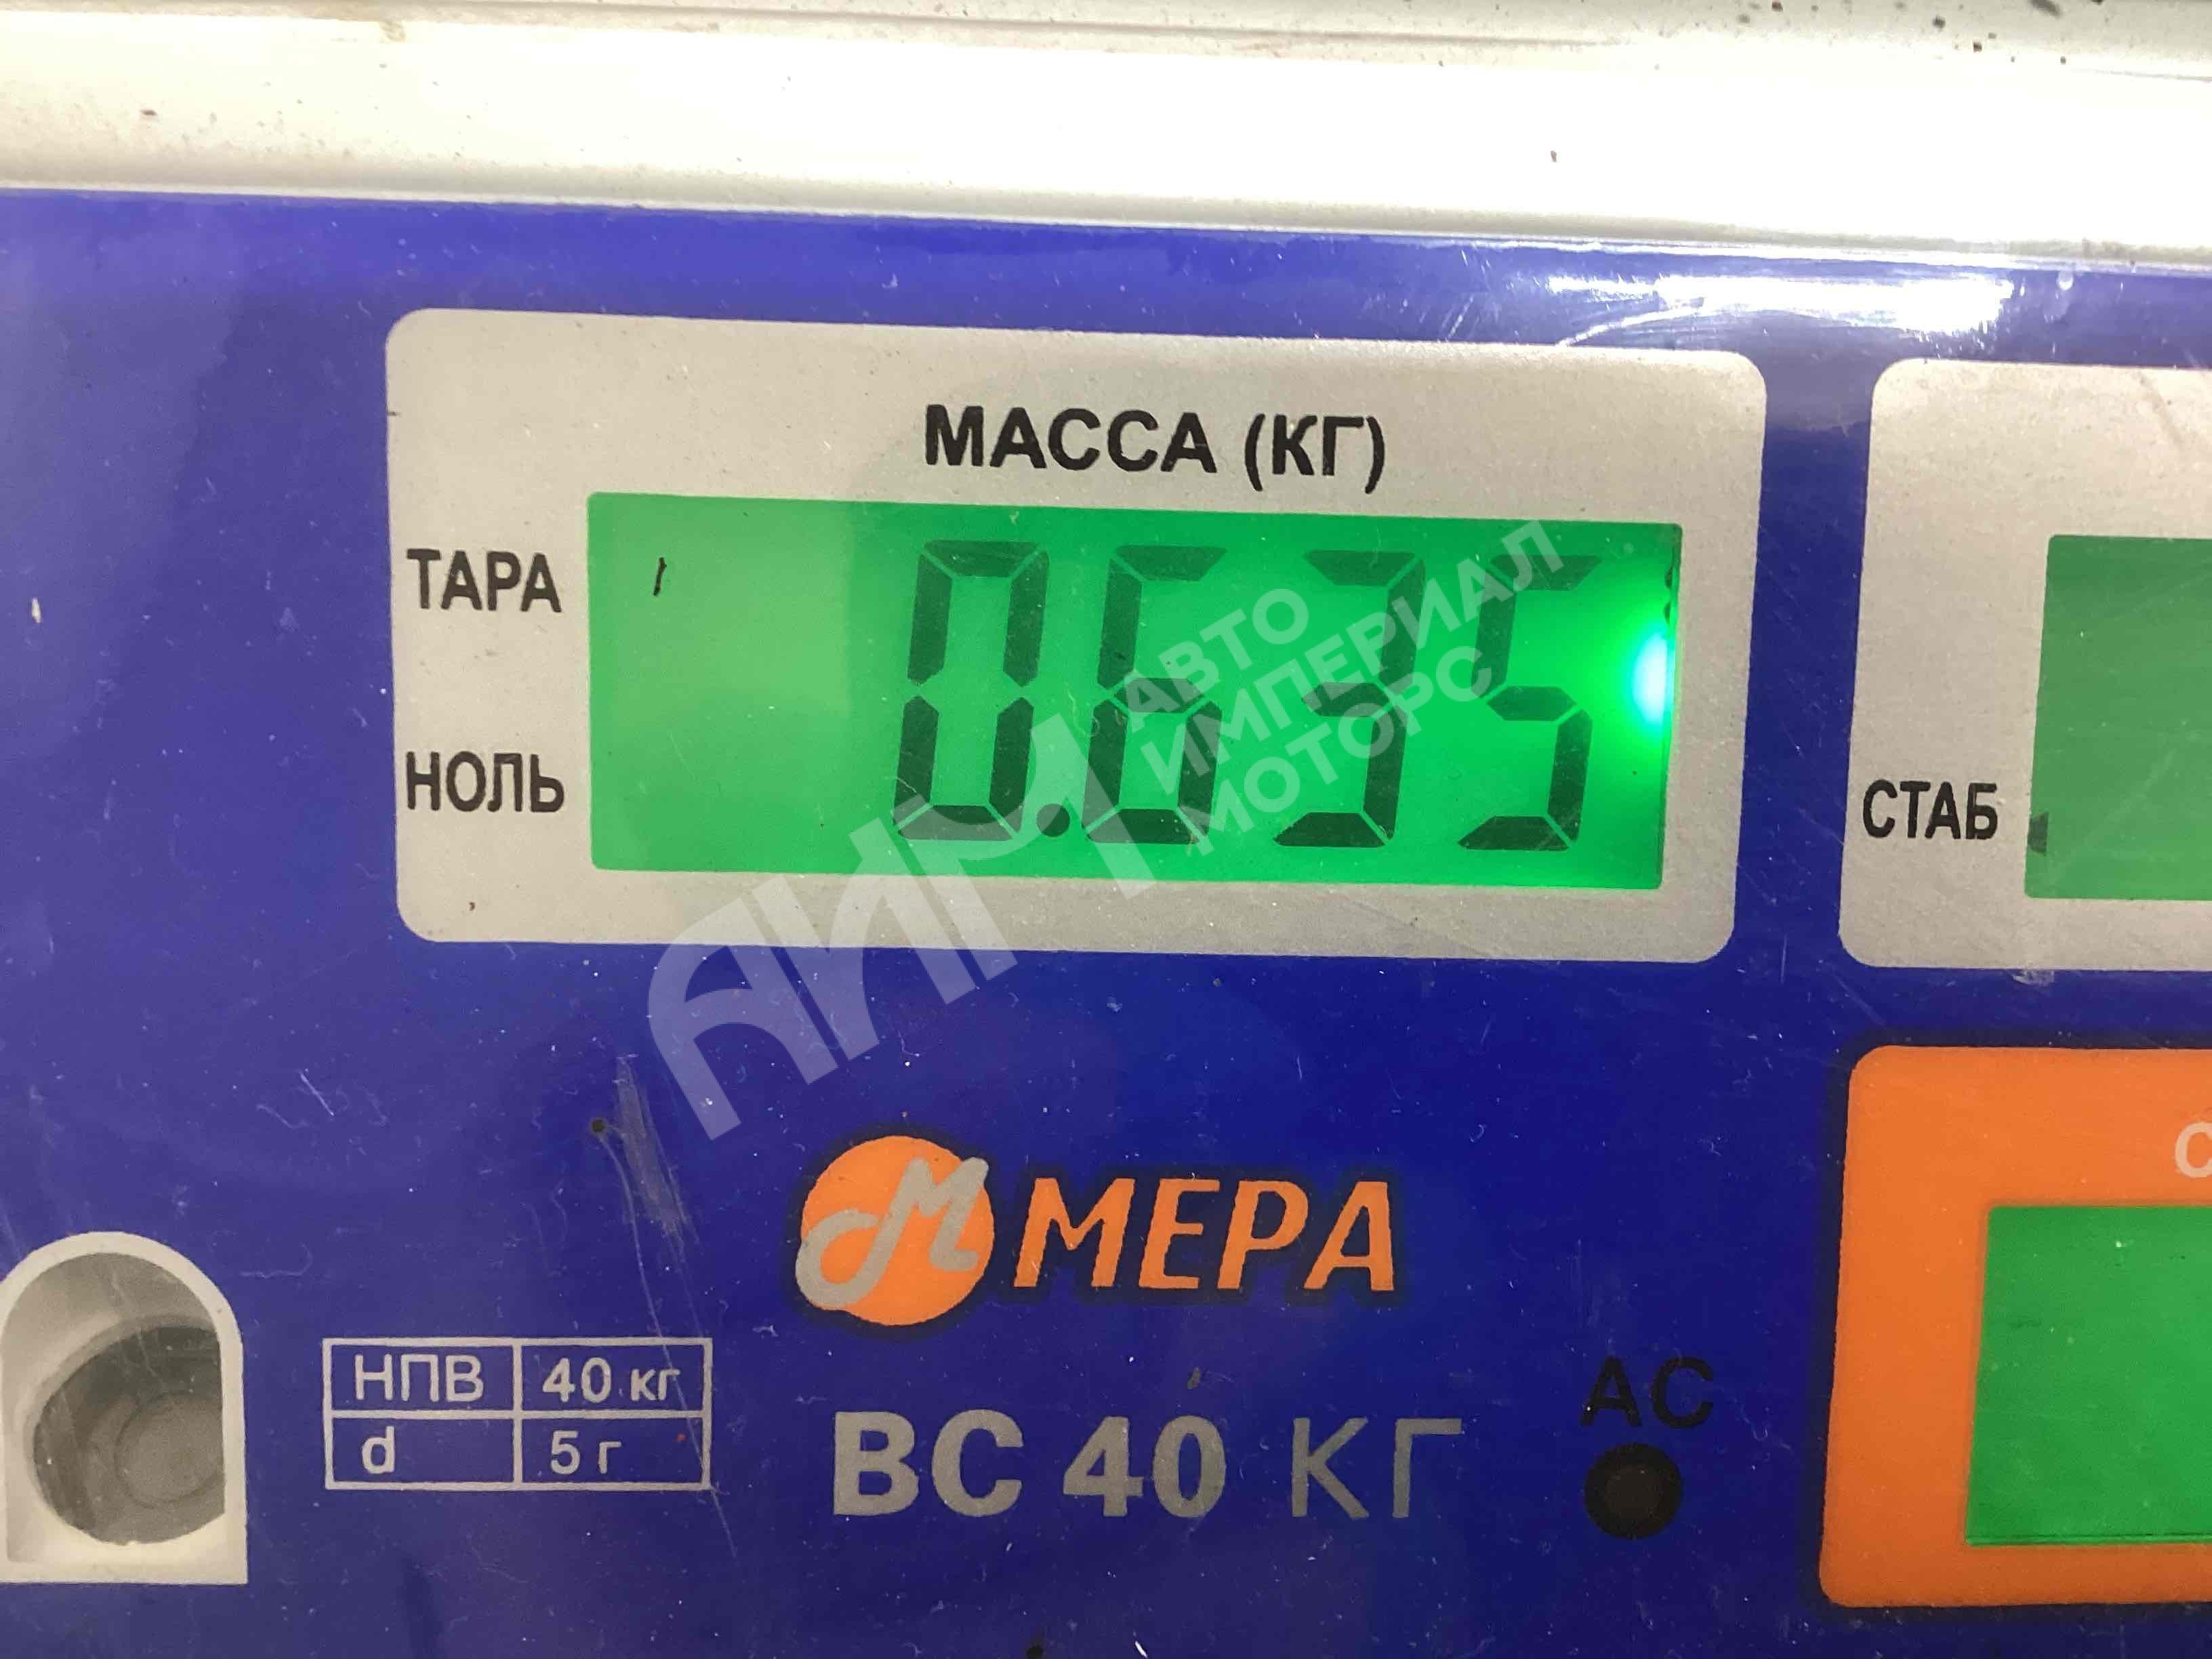 МАССА (КГ)
ТАРА
0.635
НОЛЬ
СТАБ
АИМ
АВТО
ИМПЕРИАЛ
МОТОРС
М МЕРА
НПВ 40 кг
d 5 г
ВС 40 КГ
АС
С